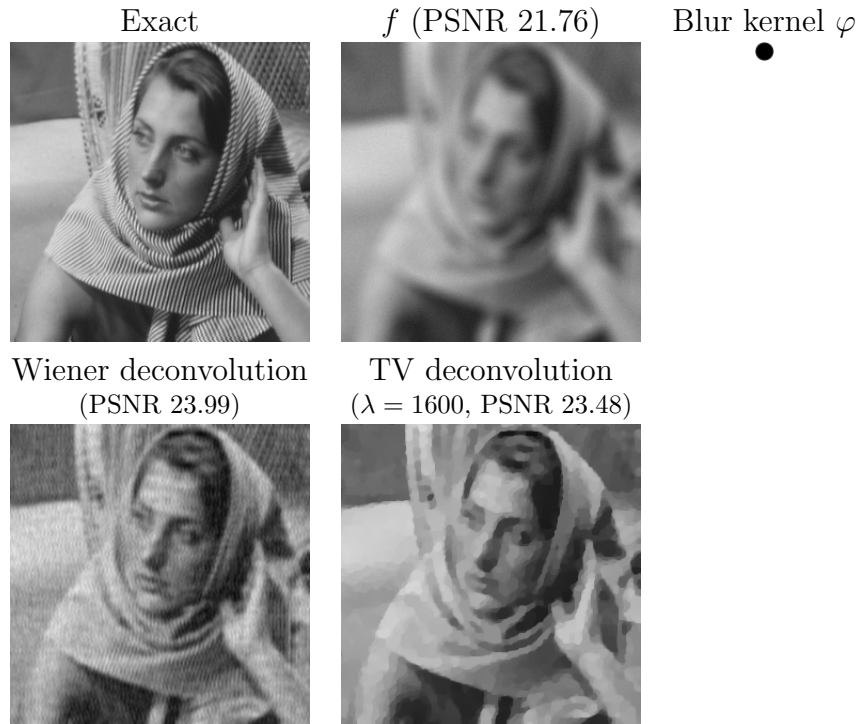 Exact
f (PSNR 21.76)
Blur kernel φ
Wiener deconvolution
(PSNR 23.99)
TV deconvolution
(λ = 1600, PSNR 23.48)